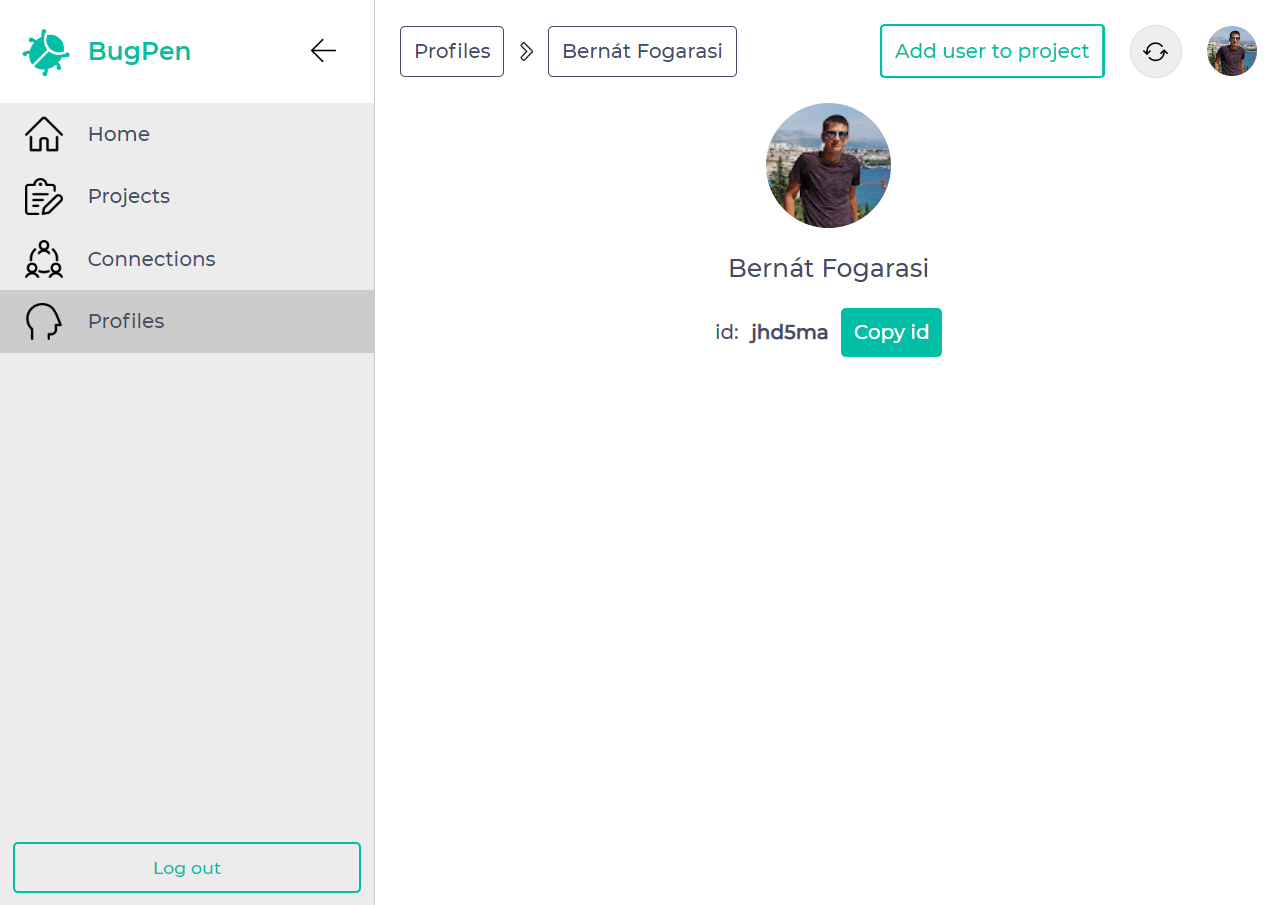 BugPen
Profiles
Bernát Fogarasi
Add user to project
Home
Projects
Connections
Profiles
Bernát Fogarasi
id: jhd5ma
Copy id
Log out